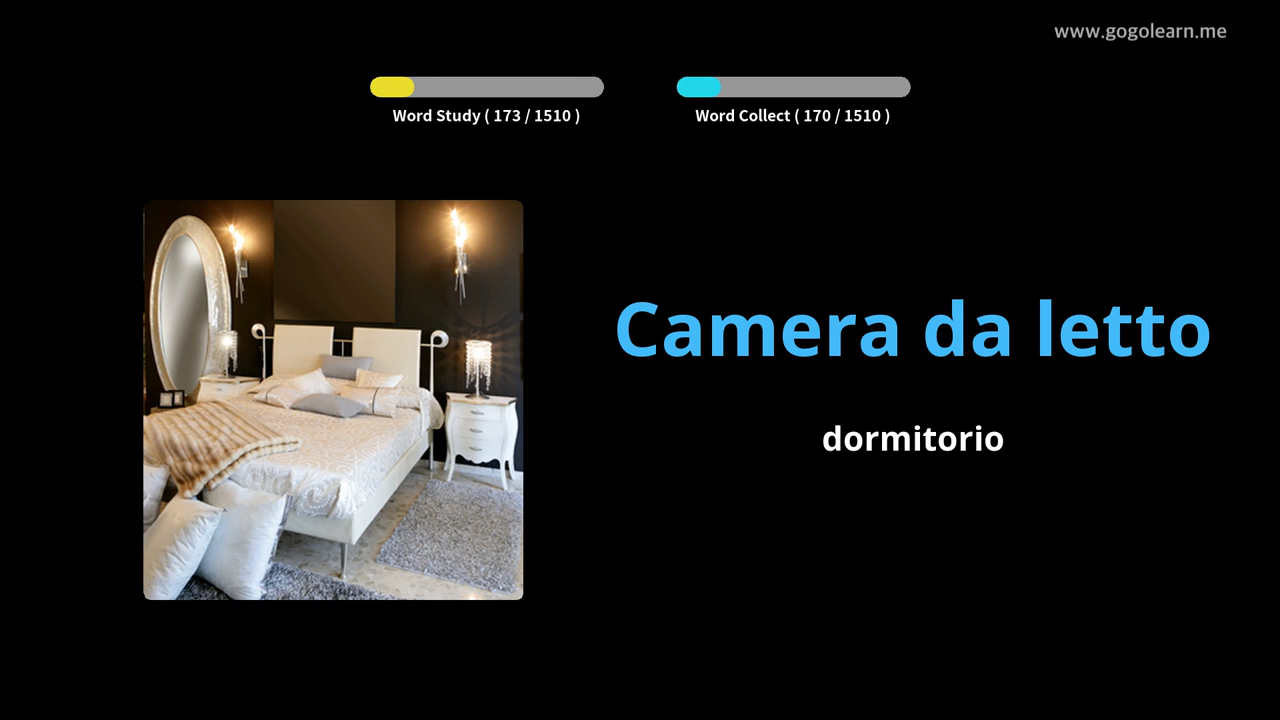 www.gogolearn.me
Word Study ( 173 / 1510 )
Word Collect ( 170 / 1510 )
Camera da letto
dormitorio